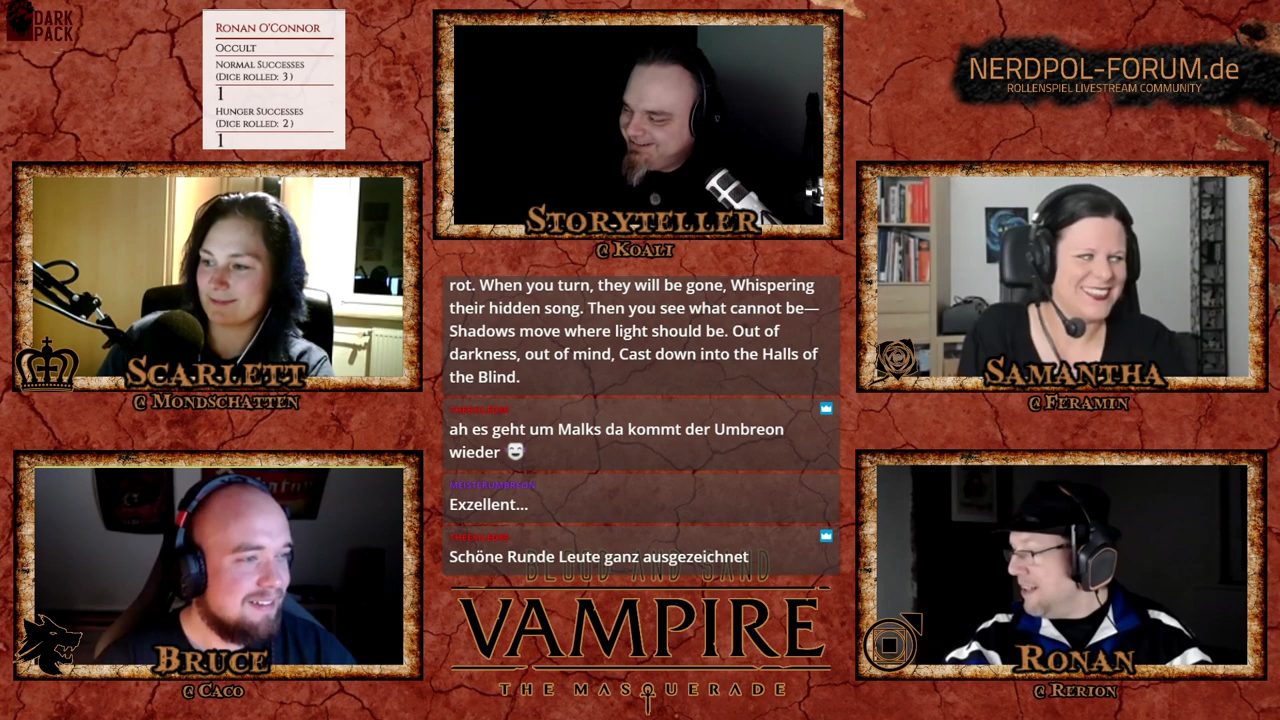 DARK
PACK
RONAN O'CONNOR
OCCULT
NORMAL SUCCESSES
(DICE ROLLED: 3)
1
HUNGER SUCCESSES
(DICE ROLLED: 2)
1
NERDPOL-FORUM.de
ROLLENSPIEL LIVESTREAM COMMUNITY
STORYTELLER
@ KOALI
SCARLETT
@ MONDSCHATTEN
SAMANTHA
@ FERAMIN
rot. When you turn, they will be gone, Whispering
their hidden song. Then you see what cannot be—
Shadows move where light should be. Out of
darkness, out of mind, Cast down into the Halls of
the Blind.
ah es geht um Malks da kommt der Umbreon
wieder
MEISTERUMBREON
Exzellent...
Schöne Runde Leute ganz ausgezeichnet
BLOOD AND SAND
VAMPIRE
THE MASQUERADE
BRUCE
@ CACO
RONAN
@ RERION